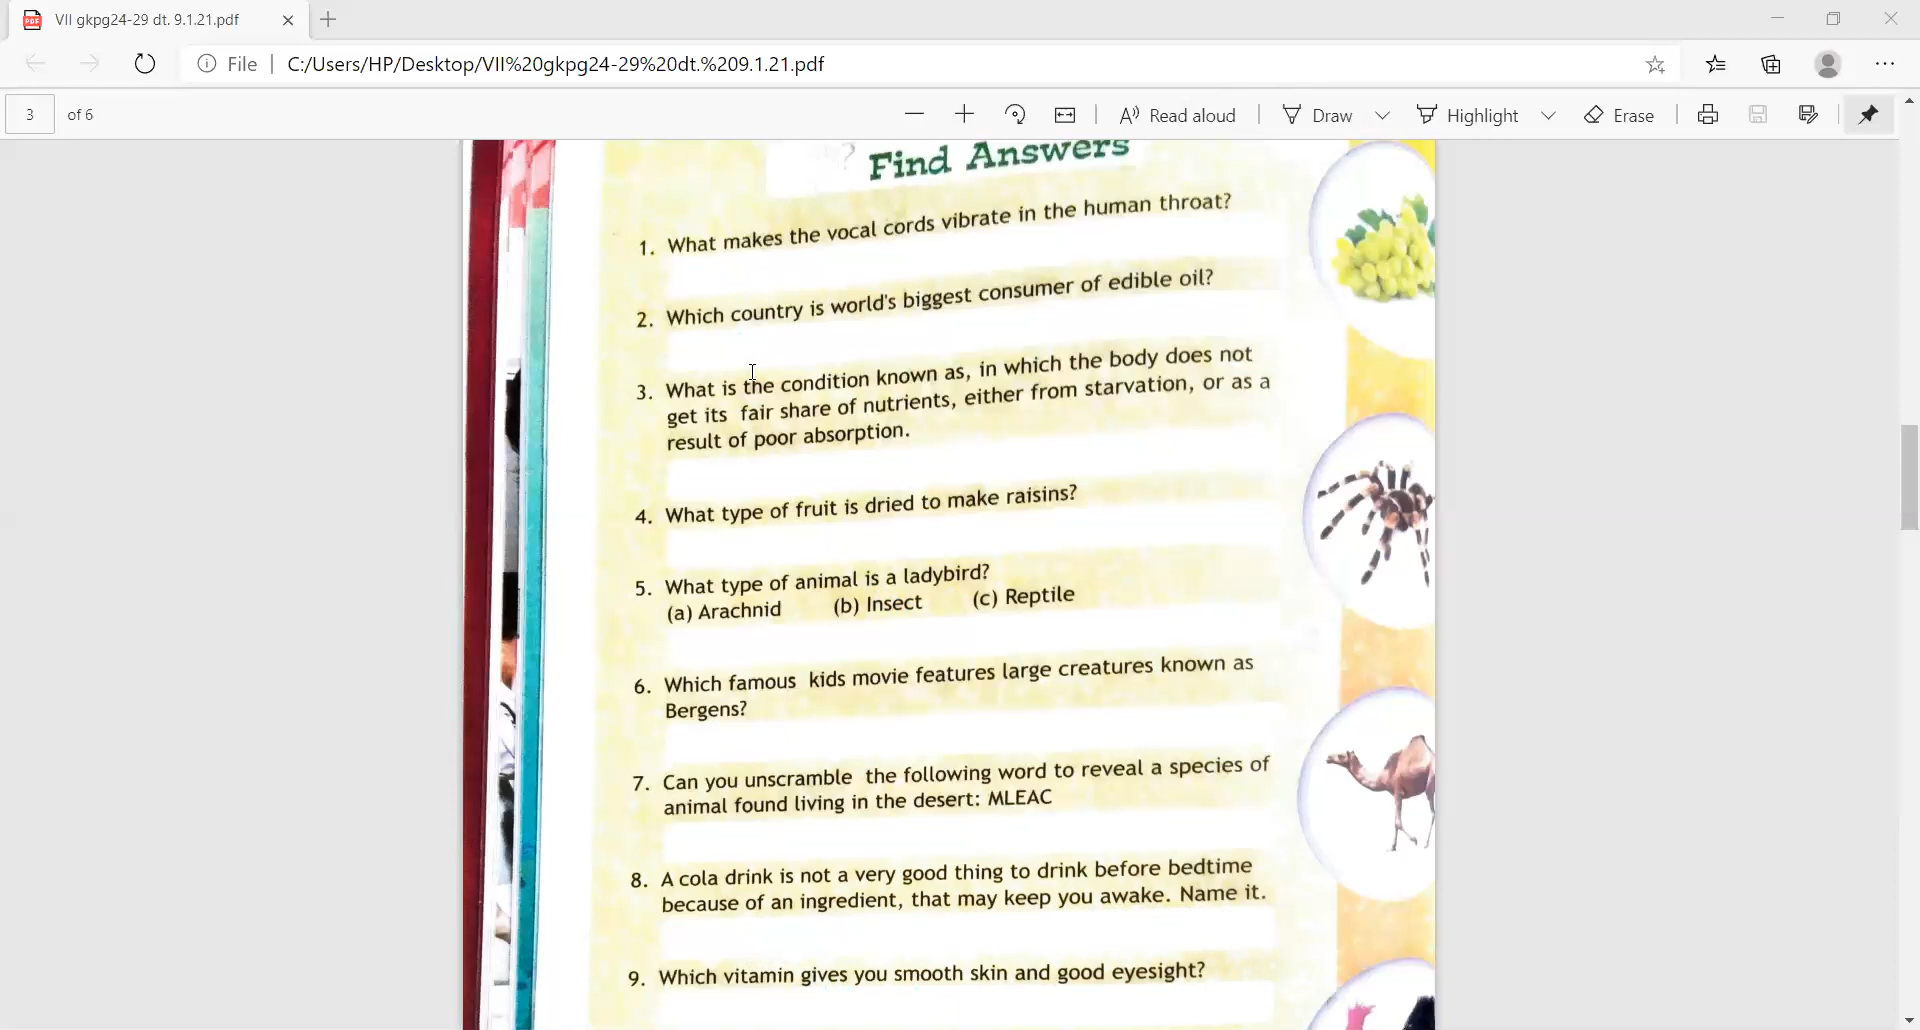 VII gkpg24-29 dt. 9.1.21.pdf
File
C:/Users/HP/Desktop/VII%20gkpg24-29%20dt.%209.1.21.pdf
3 of 6
Read aloud
Draw
Highlight
Erase
Find Answers
1. What makes the vocal cords vibrate in the human throat?
2. Which country is world's biggest consumer of edible oil?
3. What is the condition known as, in which the body does not
get its fair share of nutrients, either from starvation, or as a
result of poor absorption.
4. What type of fruit is dried to make raisins?
5. What type of animal is a ladybird?
(a) Arachnid (b) Insect (c) Reptile
6. Which famous kids movie features large creatures known as
Bergens?
7. Can you unscramble the following word to reveal a species of
animal found living in the desert: MLEAC
8. A cola drink is not a very good thing to drink before bedtime
because of an ingredient, that may keep you awake. Name it.
9. Which vitamin gives you smooth skin and good eyesight?